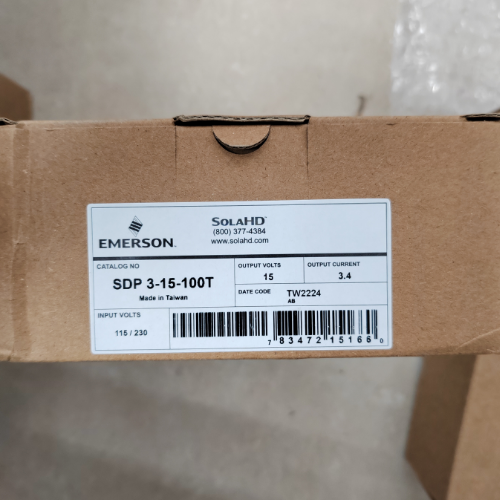 EMERSON.
SOLAHD
(800) 377-4384
www.solahd.com
CATALOG NO
SDP 3-15-100T
Made in Taiwan
OUTPUT VOLTS
15
OUTPUT CURRENT
3.4
DATE CODE
TW2224
AB
INPUT VOLTS
115 / 230
7 83472 15166 0